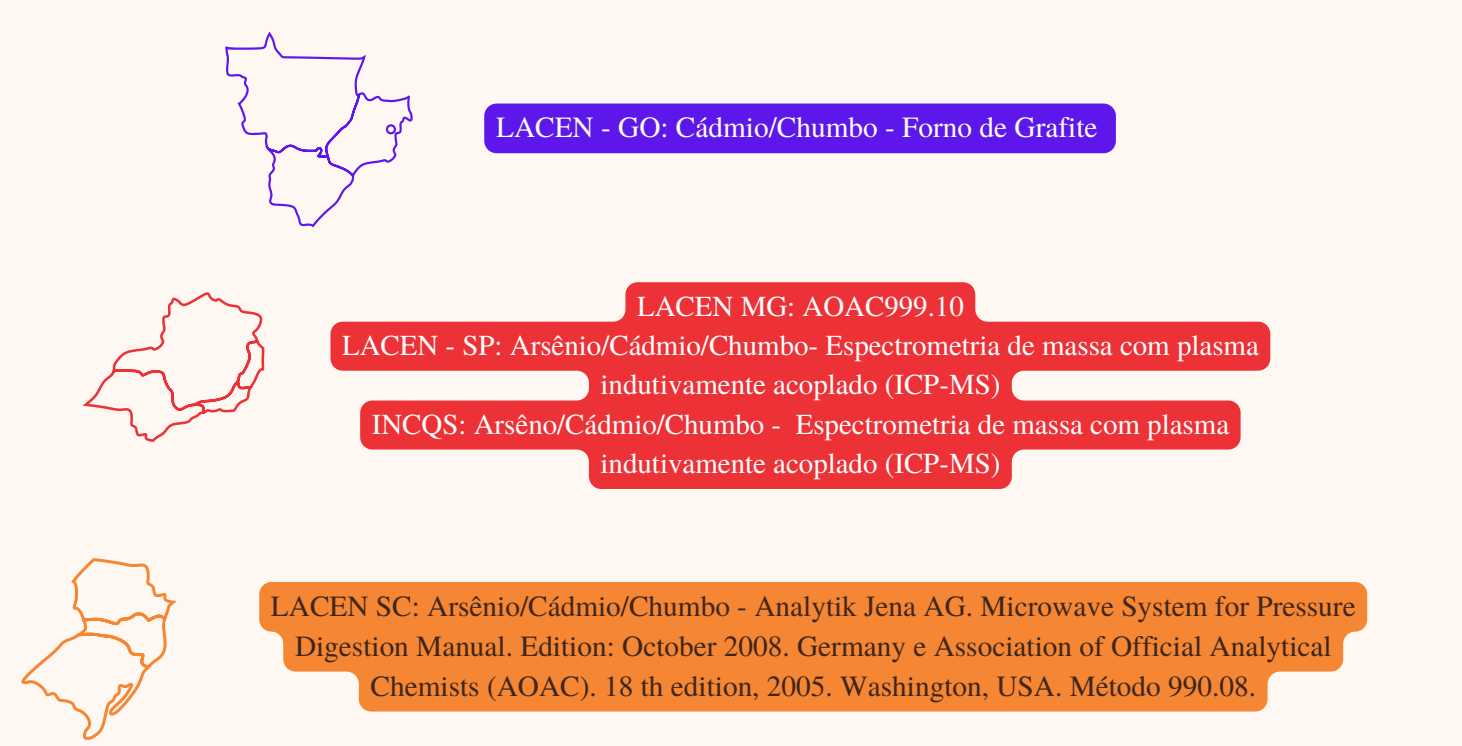 LACEN - GO: Cádmio/Chumbo - Forno de Grafite
LACEN MG: AOAC999.10
LACEN - SP: Arsênio/Cádmio/Chumbo- Espectrometria de massa com plasma
indutivamente acoplado (ICP-MS)
INCQS: Arsêno/Cádmio/Chumbo -  Espectrometria de massa com plasma
indutivamente acoplado (ICP-MS)
LACEN SC: Arsênio/Cádmio/Chumbo - Analytik Jena AG. Microwave System for Pressure
Digestion Manual. Edition: October 2008. Germany e Association of Official Analytical
Chemists (AOAC). 18 th edition, 2005. Washington, USA. Método 990.08.